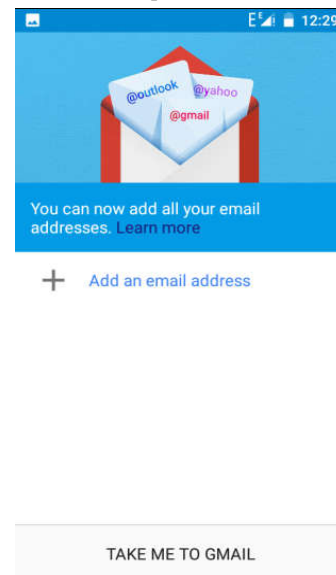 12:29
@outlook @yahoo
@gmail
You can now add all your email
addresses. Learn more
Add an email address
TAKE ME TO GMAIL